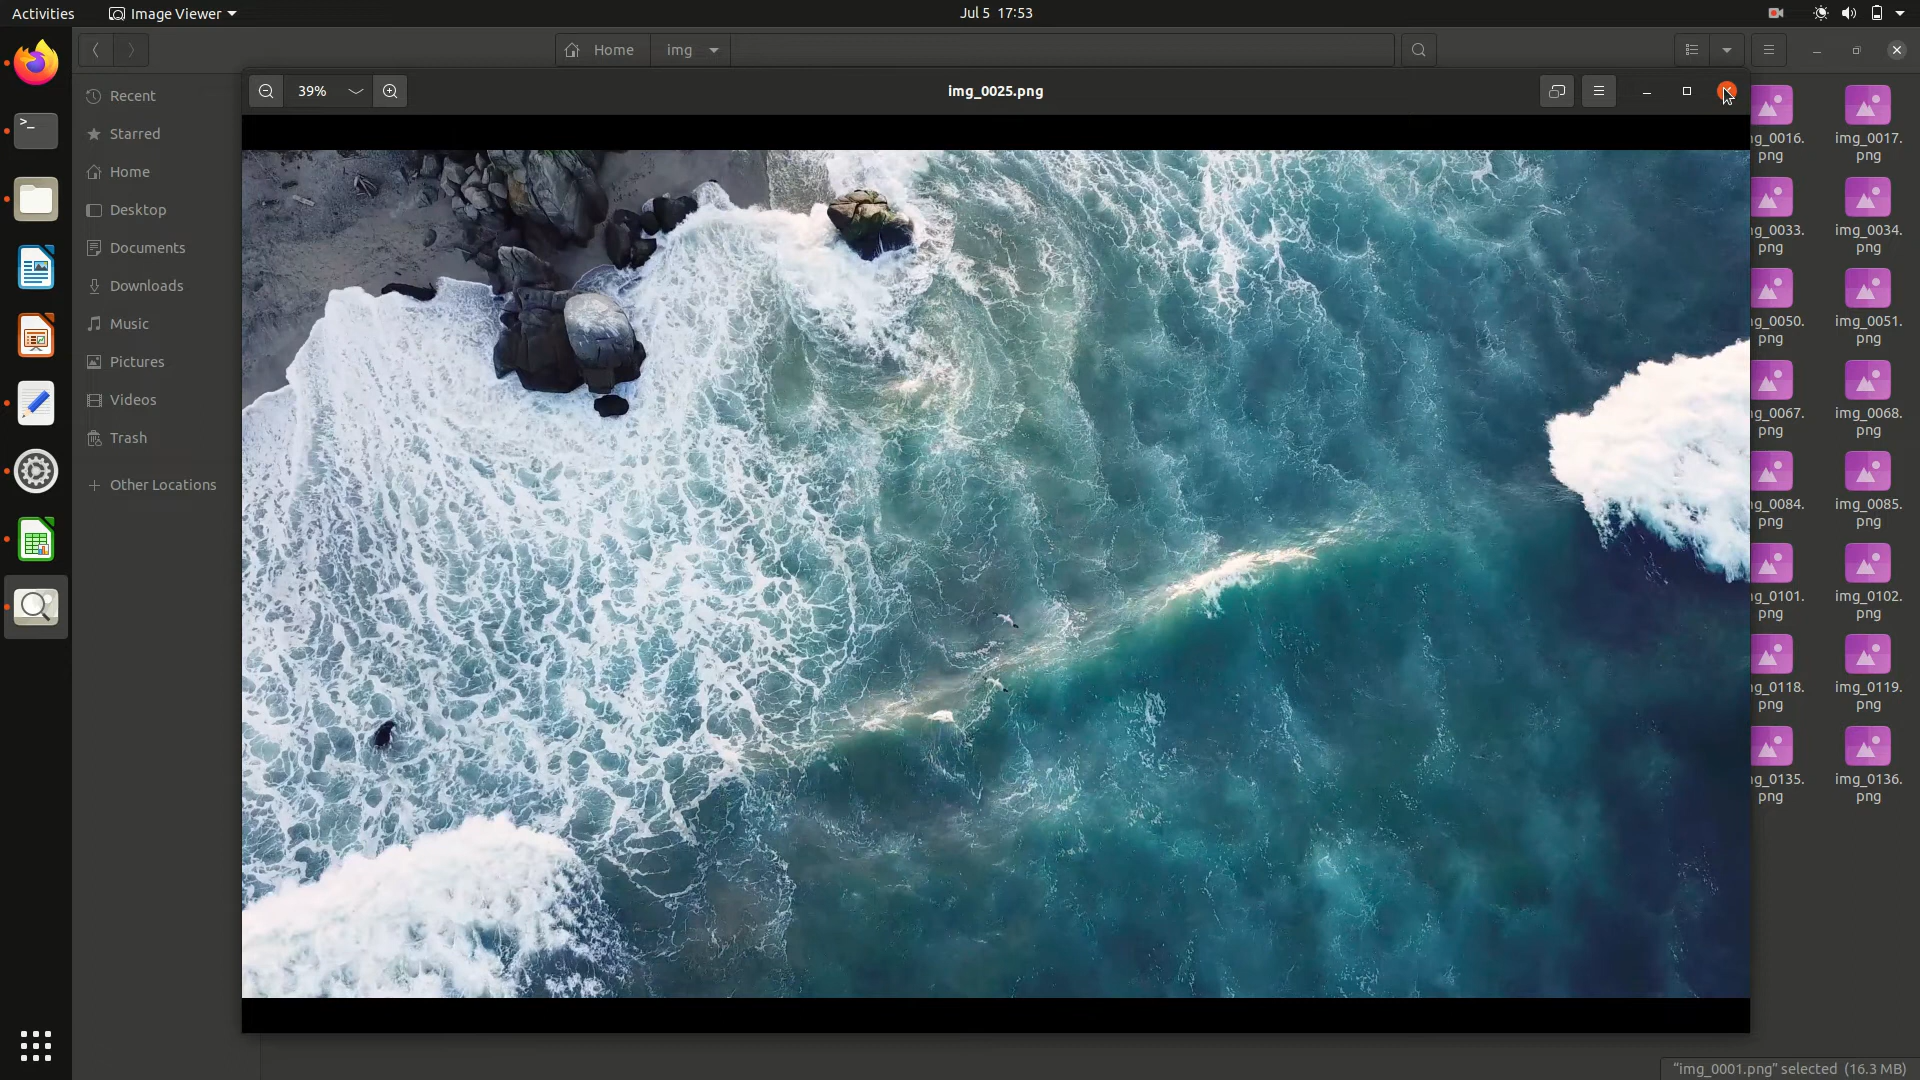 Activities
Image Viewer
Jul 5 17:53
Home
img
39%
img_0025.png
Recent
Starred
Home
Desktop
Documents
Downloads
Music
Pictures
Videos
Trash
Other Locations
img_0016.png
img_0017.png
g_0033.png
img_0034.png
g_0050.png
img_0051.png
g_0067.png
img_0068.png
g_0084.png
img_0085.png
g_0101.png
img_0102.png
g_0118.png
img_0119.png
g_0135.png
img_0136.png
"img_0001.png" selected (16.3 MB)